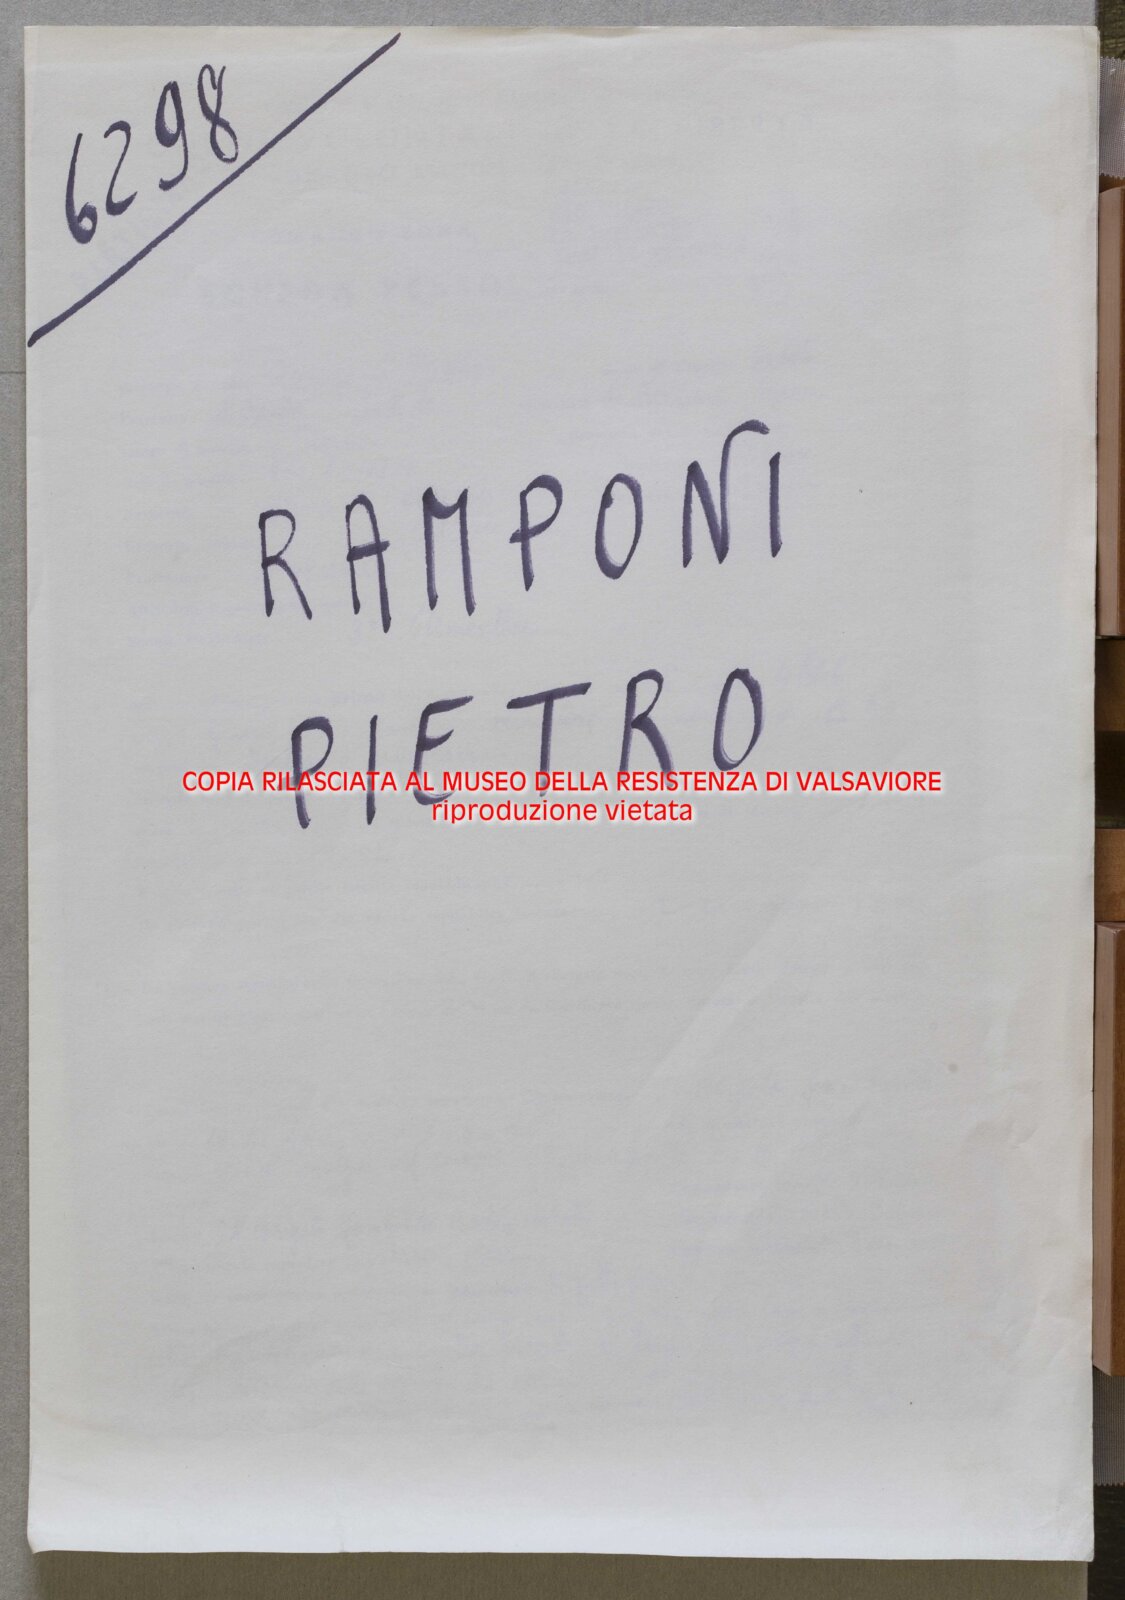 6298
RAMPONI
PIETRO
COPIA RILASCIATA AL MUSEO DELLA RESISTENZA DI VALSAVIORE
riproduzione vietata